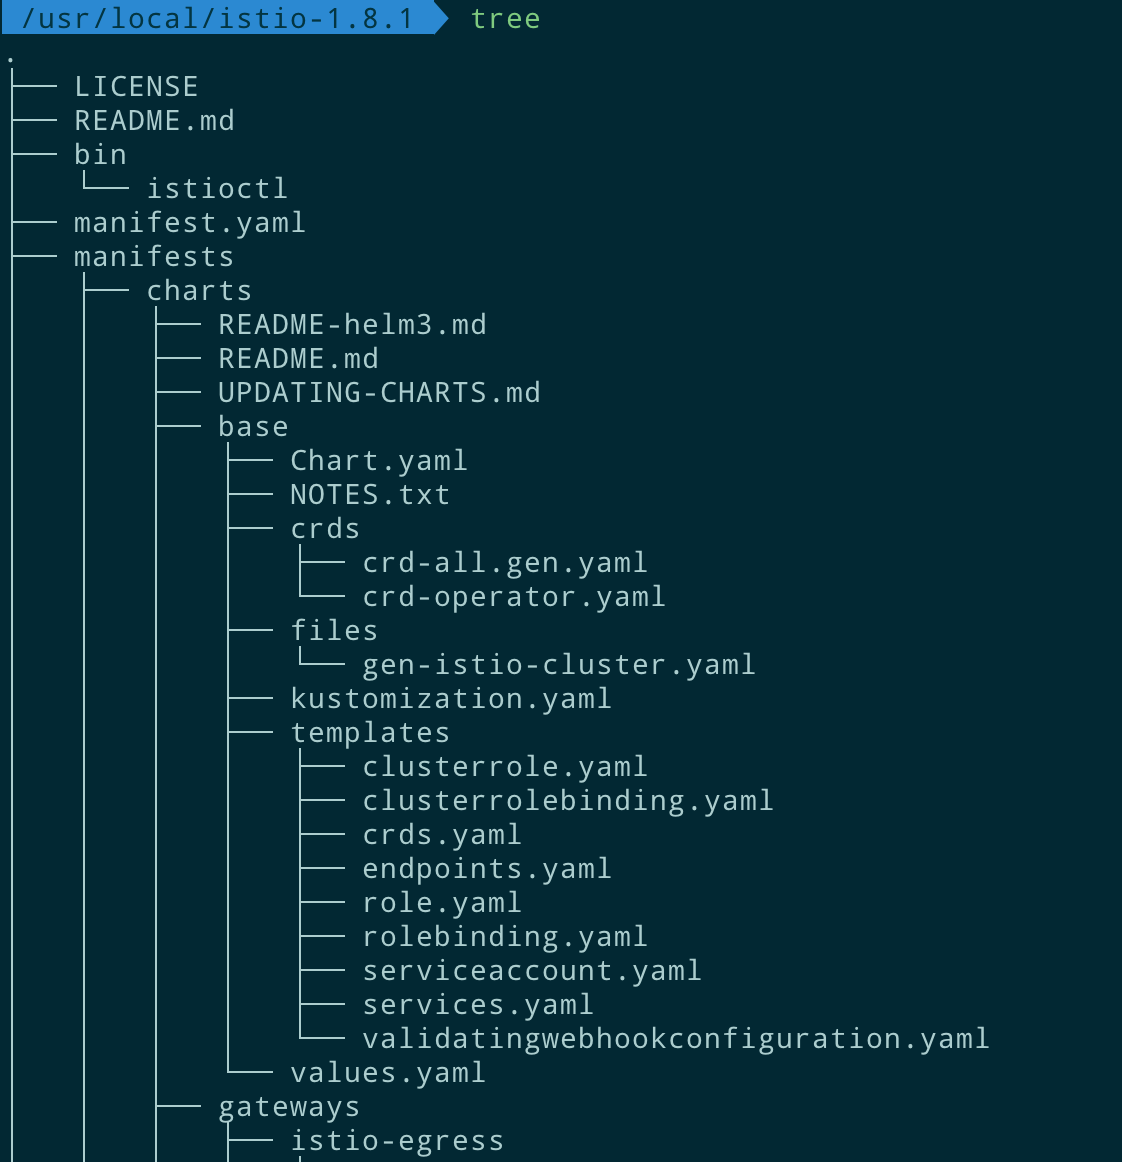 /usr/local/istio-1.8.1 tree
.
├── LICENSE
├── README.md
├── bin
│   └── istioctl
├── manifest.yaml
├── manifests
│   ├── charts
│   │   ├── README-helm3.md
│   │   ├── README.md
│   │   ├── UPDATING-CHARTS.md
│   │   ├── base
│   │   │   ├── Chart.yaml
│   │   │   ├── NOTES.txt
│   │   │   ├── crds
│   │   │   │   ├── crd-all.gen.yaml
│   │   │   │   └── crd-operator.yaml
│   │   │   ├── files
│   │   │   │   └── gen-istio-cluster.yaml
│   │   │   ├── kustomization.yaml
│   │   │   ├── templates
│   │   │   │   ├── clusterrole.yaml
│   │   │   │   ├── clusterrolebinding.yaml
│   │   │   │   ├── crds.yaml
│   │   │   │   ├── endpoints.yaml
│   │   │   │   ├── role.yaml
│   │   │   │   ├── rolebinding.yaml
│   │   │   │   ├── serviceaccount.yaml
│   │   │   │   ├── services.yaml
│   │   │   │   └── validatingwebhookconfiguration.yaml
│   │   │   └── values.yaml
│   │   ├── gateways
│   │   │   ├── istio-egress